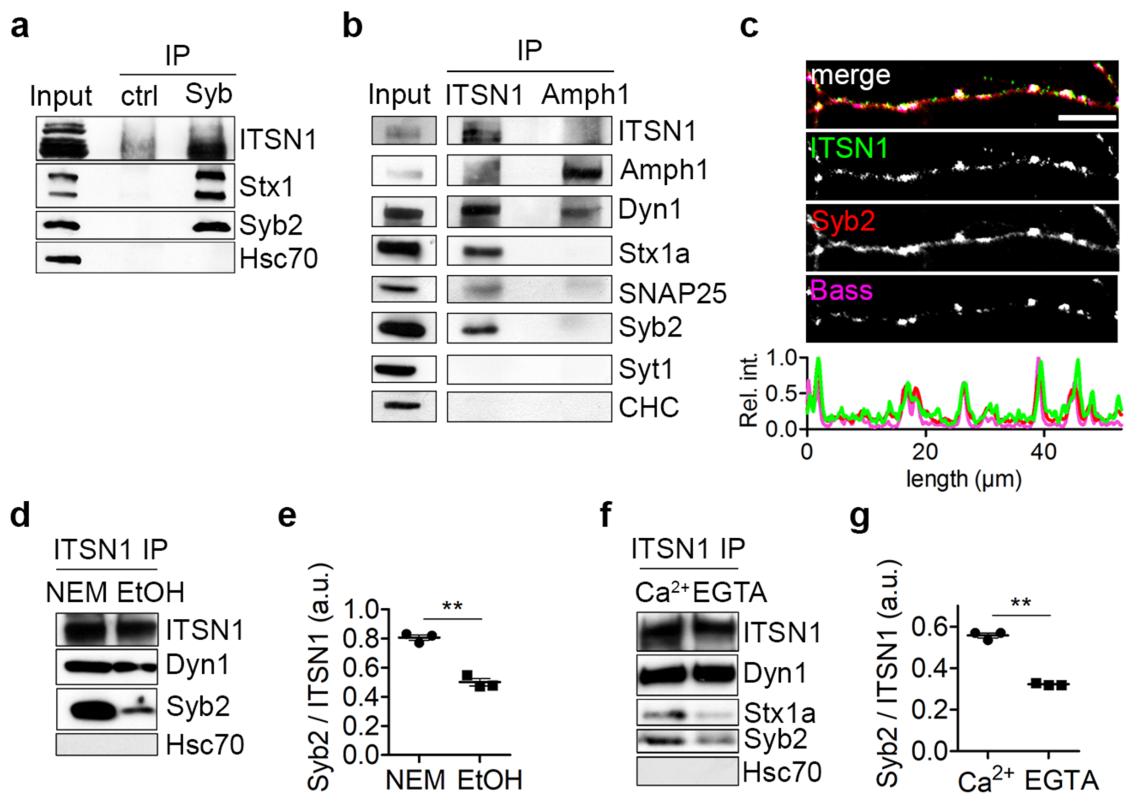 a
IP
Input ctrl Syb
ITSN1
Stx1
Syb2
Hsc70
b
IP
Input ITSN1 Amph1
ITSN1
Amph1
Dyn1
Stx1a
SNAP25
Syb2
Syt1
CHC
c
merge
ITSN1
Syb2
Bass
Rel. int.
1.0
0.5
0.0
0 20 40
length (μm)
d
ITSN1 IP
NEM EtOH
ITSN1
Dyn1
Syb2
Hsc70
e
Syb2 / ITSN1 (a.u.)
1.0
0.8
0.6
0.4
0.2
0.0
**
NEM EtOH
f
ITSN1 IP
Ca²⁺ EGTA
ITSN1
Dyn1
Stx1a
Syb2
Hsc70
g
Syb2 / ITSN1 (a.u.)
0.6
0.4
0.2
0.0
**
Ca²⁺ EGTA